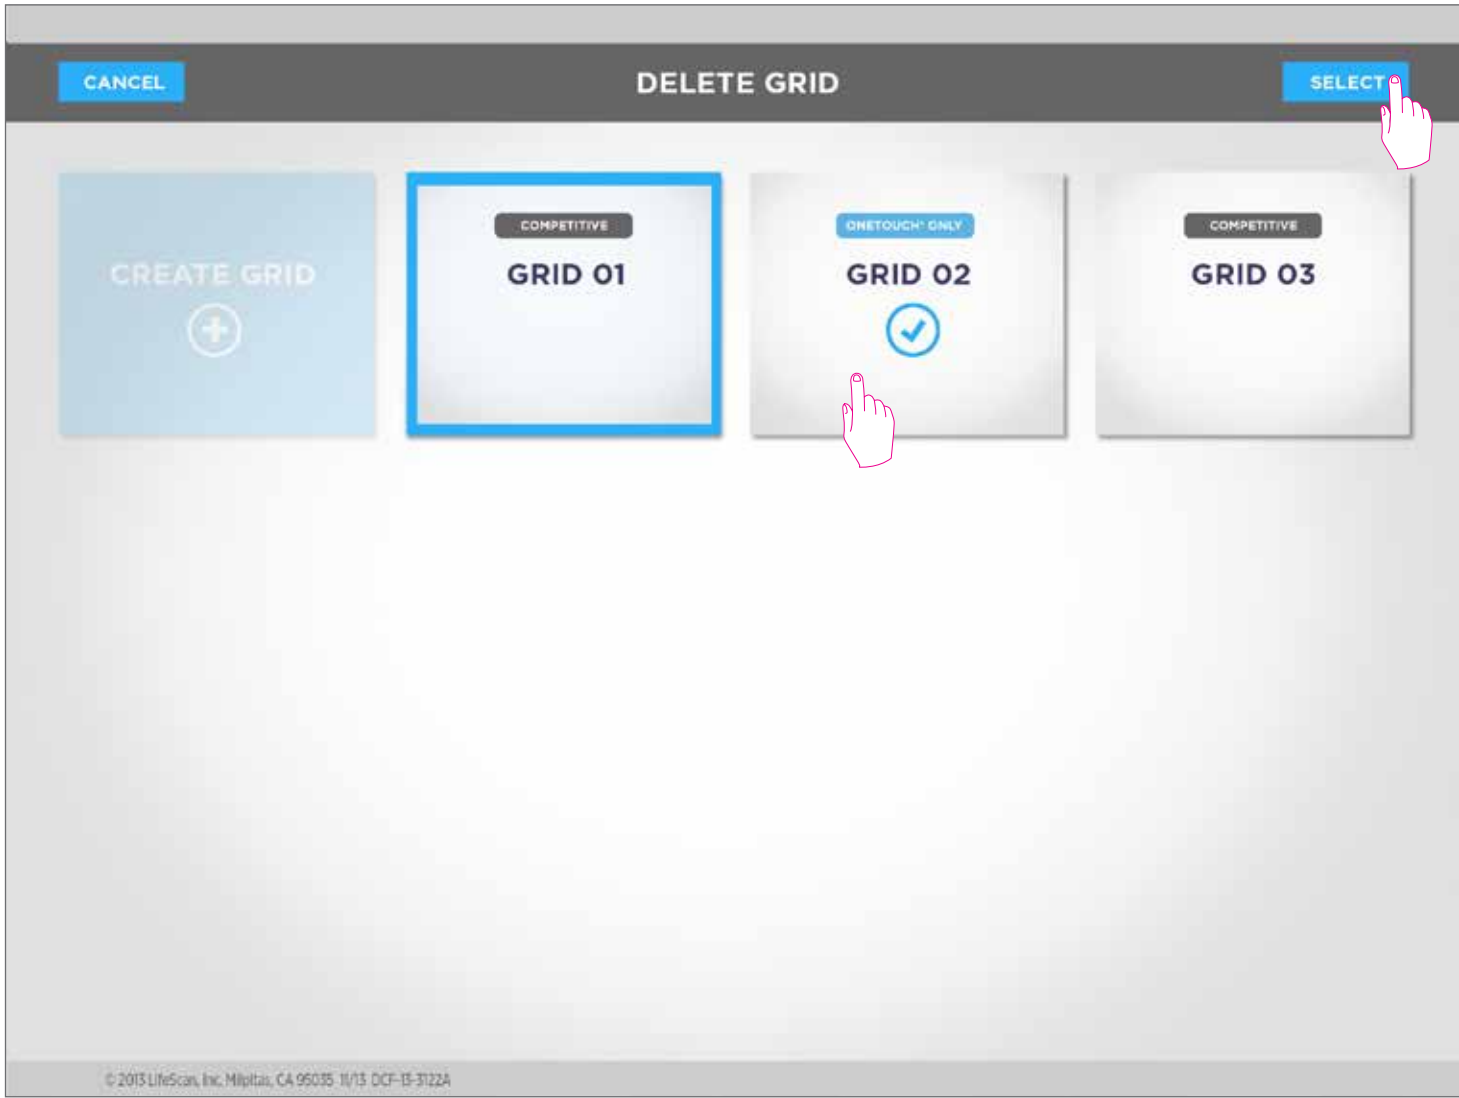 CANCEL
DELETE GRID
SELECT
CREATE GRID
COMPETITIVE
GRID 01
ONETOUCH® ONLY
GRID 02
COMPETITIVE
GRID 03
© 2013 LifeScan, Inc. Milpitas, CA 95035 11/13 DCF-13-3122A